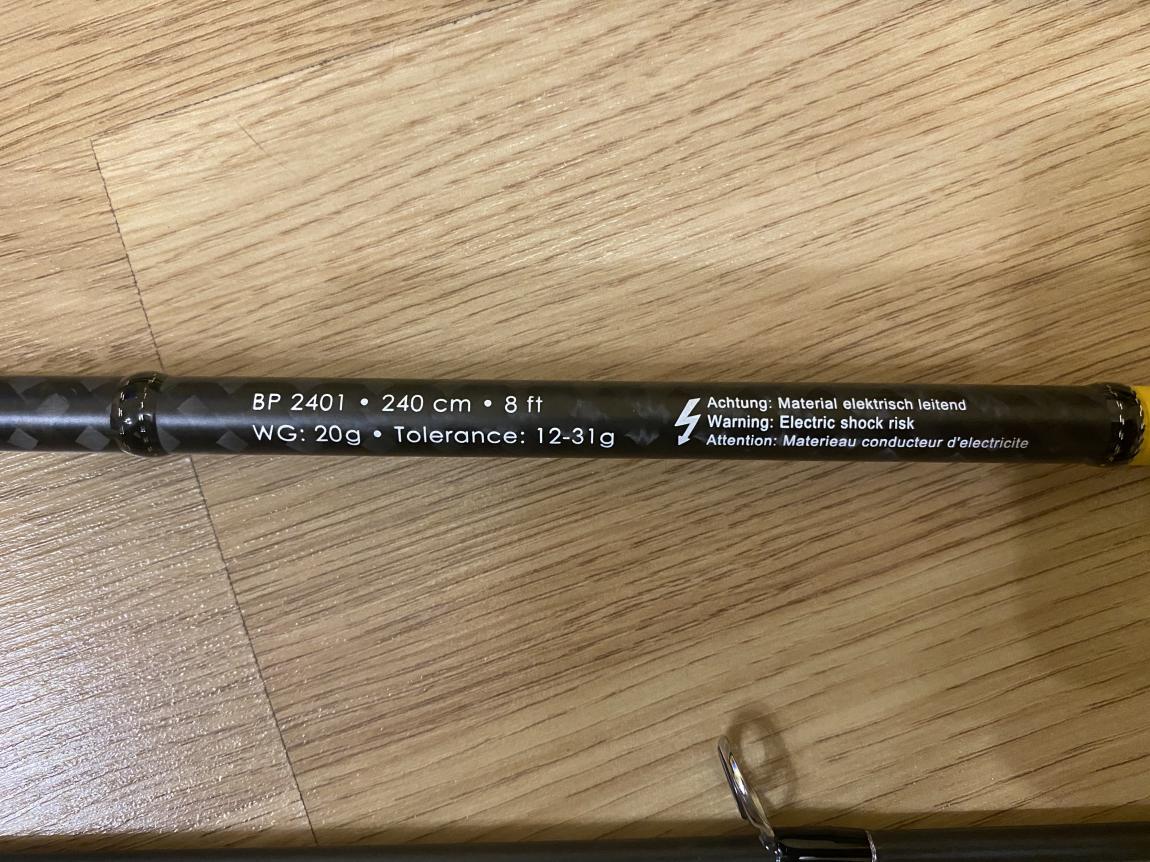 BP 2401 • 240 cm • 8 ft
WG: 20g • Tolerance: 12-31g
Achtung: Material elektrisch leitend
Warning: Electric shock risk
Attention: Materieau conducteur d'electricite